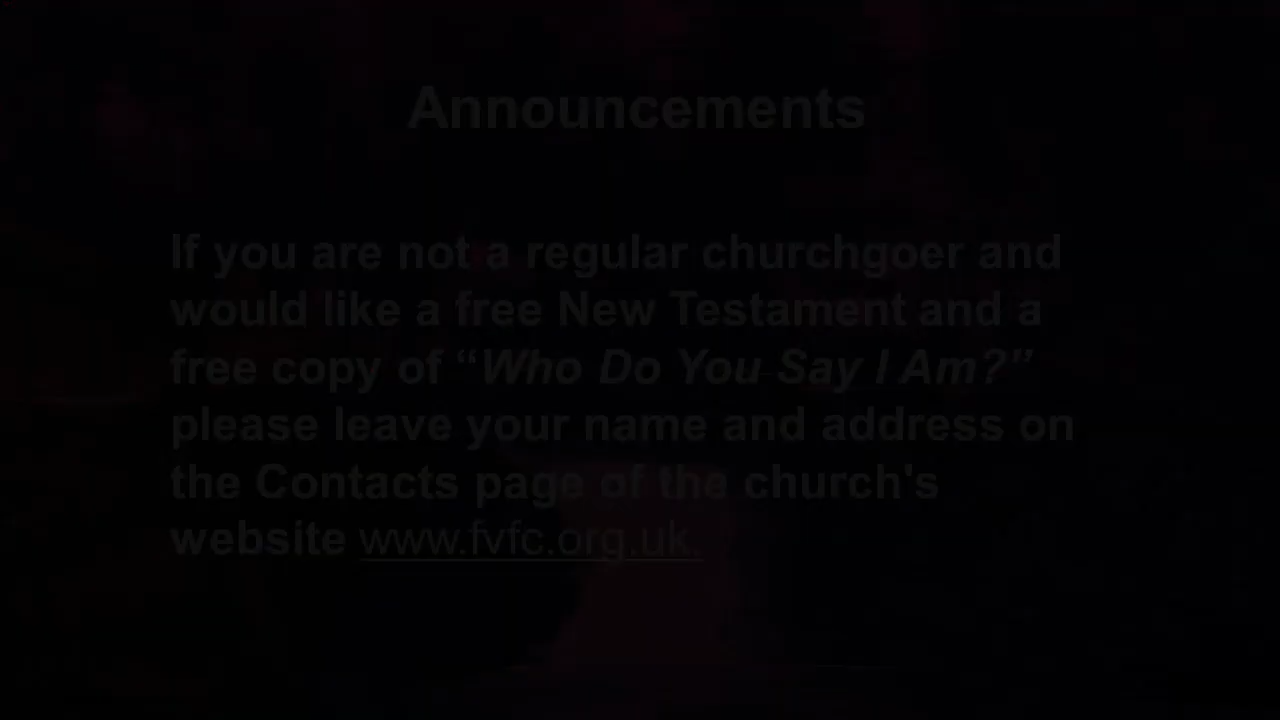 Announcements
If you are not a regular churchgoer and
would like a free New Testament and a
free copy of “Who Do You Say I Am?”
please leave your name and address on
the Contacts page of the church's
website www.fvfc.org.uk.